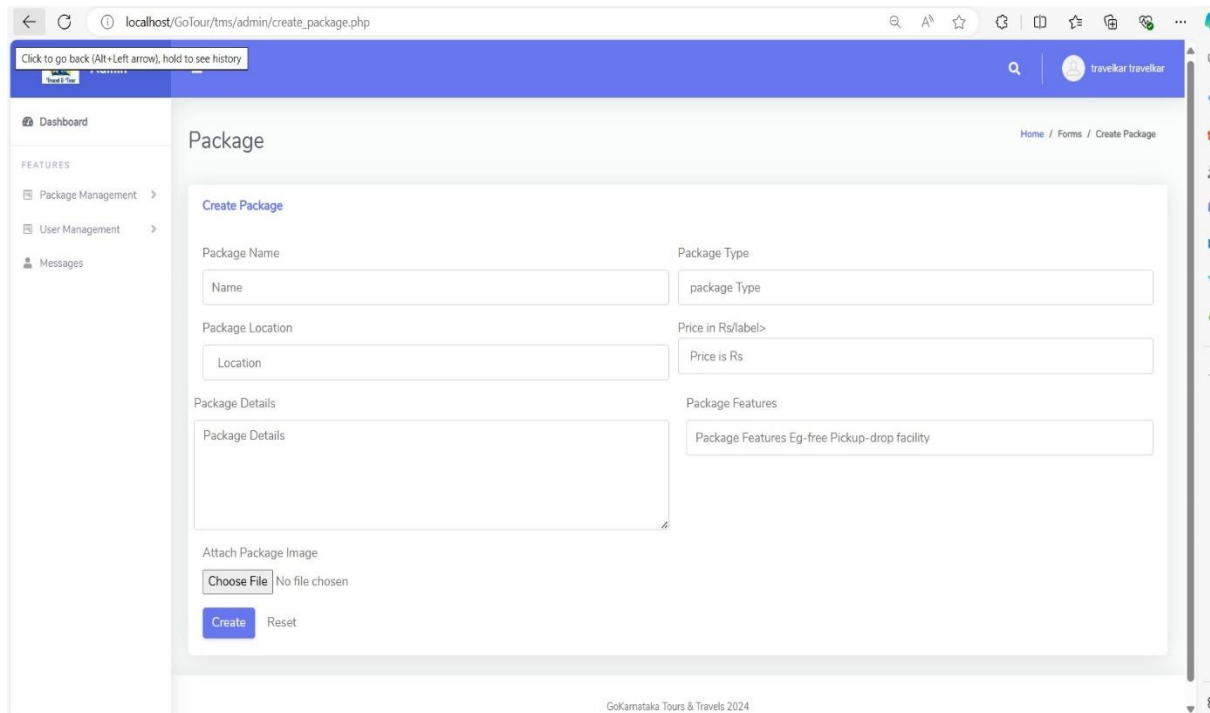 localhost/GoTour/tms/admin/create_package.php
Click to go back (Alt+Left arrow), hold to see history
Admin
travelkar travelkar
Dashboard
Package
Home / Forms / Create Package
FEATURES
Package Management
User Management
Messages
Create Package
Package Name
Package Type
Name
package Type
Package Location
Price in Rs/label>
Location
Price is Rs
Package Details
Package Features
Package Details
Package Features Eg-free Pickup-drop facility
Attach Package Image
Choose File No file chosen
Create Reset
GoKarnataka Tours & Travels 2024